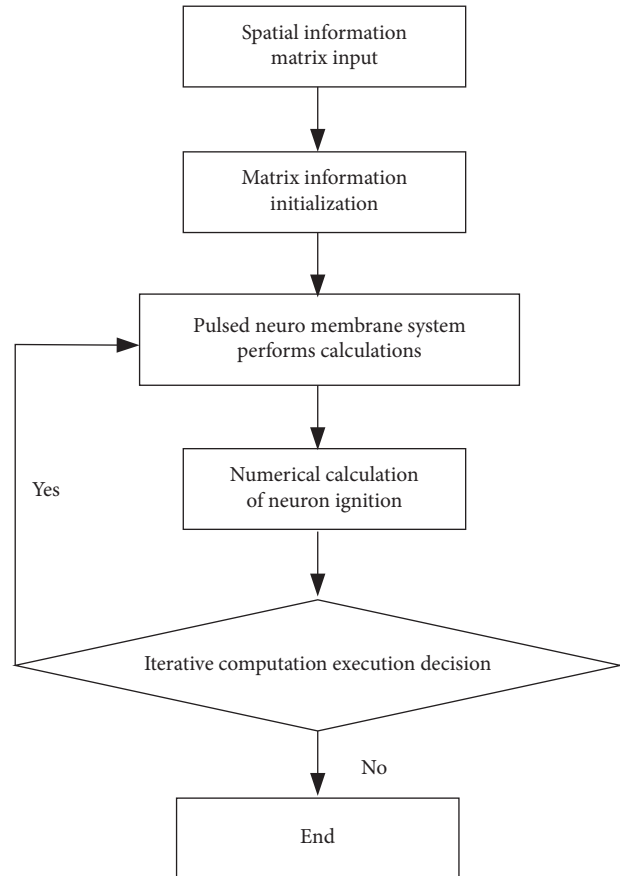 Spatial information
matrix input
Matrix information
initialization
Pulsed neuro membrane system
performs calculations
Numerical calculation
of neuron ignition
Yes
Iterative computation execution decision
No
End